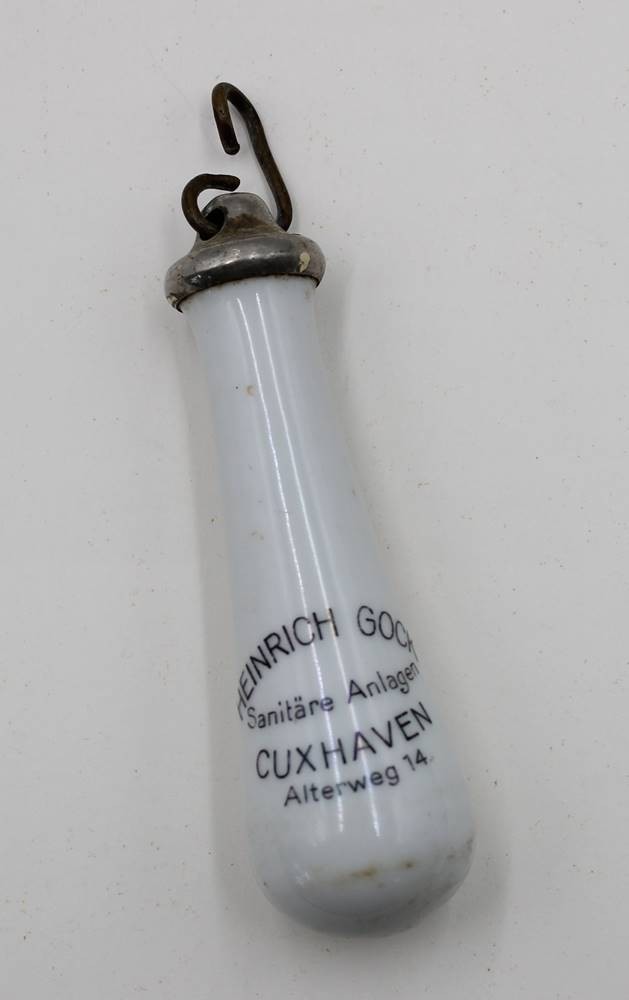 HEINRICH GOCK
Sanitäre Anlagen
CUXHAVEN
Alterweg 14.